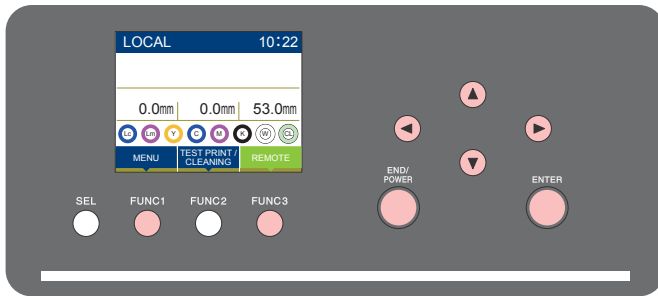 LOCAL 10:22
0.0mm 0.0mm 53.0mm
Lc Lm Y C M K W CL
MENU TEST PRINT / CLEANING REMOTE
END/
POWER
ENTER
SEL FUNC1 FUNC2 FUNC3